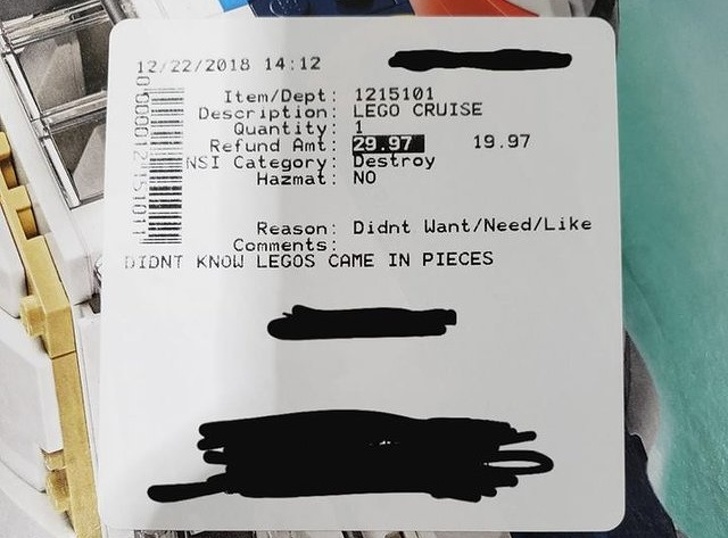 12/22/2018 14:12
Item/Dept: 1215101
Description: LEGO CRUISE
Quantity: 1
Refund Amt: 29.97 19.97
NSI Category: Destroy
Hazmat: NO
Reason: Didnt Want/Need/Like
Comments:
DIDNT KNOW LEGOS CAME IN PIECES